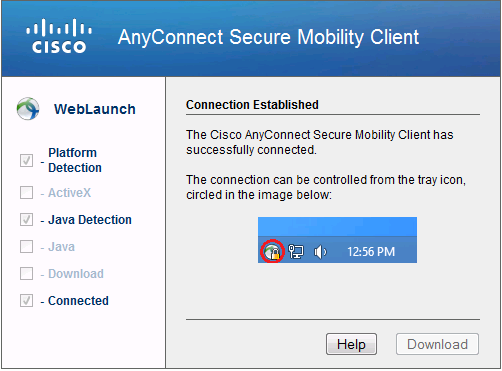 CISCO
AnyConnect Secure Mobility Client
WebLaunch
- Platform
Detection
- ActiveX
- Java Detection
- Java
- Download
- Connected
Connection Established
The Cisco AnyConnect Secure Mobility Client has
successfully connected.
The connection can be controlled from the tray icon,
circled in the image below:
12:56 PM
Help
Download